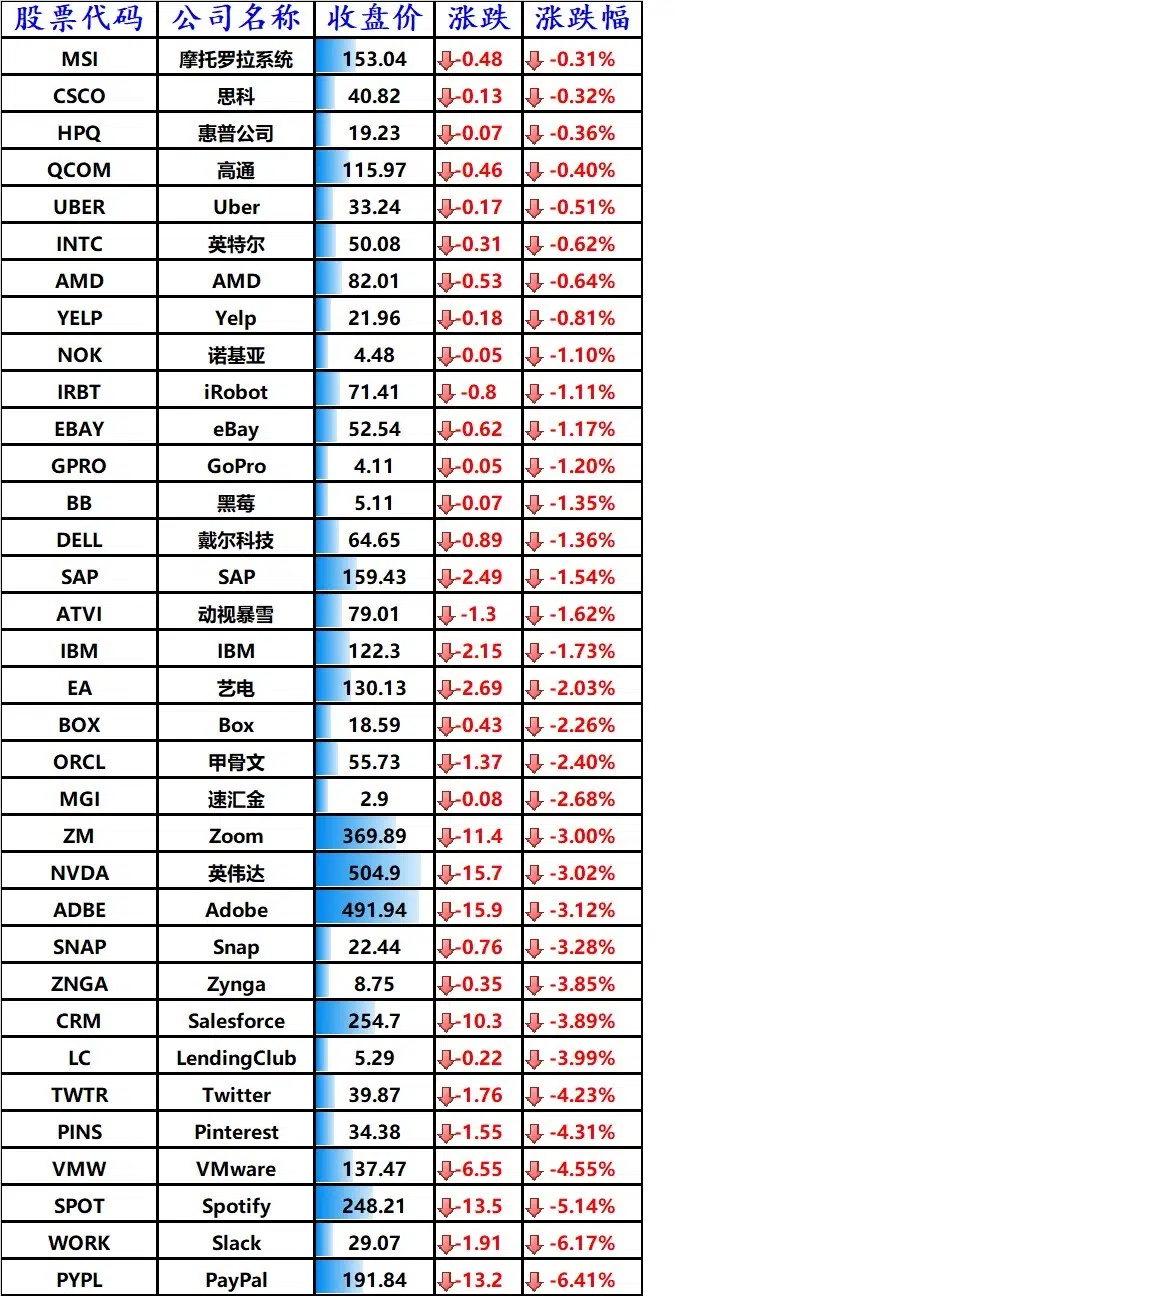 股票代码 公司名称 收盘价 涨跌 涨跌幅
MSI 摩托罗拉系统 153.04 -0.48 -0.31%
CSCO 思科 40.82 -0.13 -0.32%
HPQ 惠普公司 19.23 -0.07 -0.36%
QCOM 高通 115.97 -0.46 -0.40%
UBER Uber 33.24 -0.17 -0.51%
INTC 英特尔 50.08 -0.31 -0.62%
AMD AMD 82.01 -0.53 -0.64%
YELP Yelp 21.96 -0.18 -0.81%
NOK 诺基亚 4.48 -0.05 -1.10%
IRBT iRobot 71.41 -0.8 -1.11%
EBAY eBay 52.54 -0.62 -1.17%
GPRO GoPro 4.11 -0.05 -1.20%
BB 黑莓 5.11 -0.07 -1.35%
DELL 戴尔科技 64.65 -0.89 -1.36%
SAP SAP 159.43 -2.49 -1.54%
ATVI 动视暴雪 79.01 -1.3 -1.62%
IBM IBM 122.3 -2.15 -1.73%
EA 艺电 130.13 -2.69 -2.03%
BOX Box 18.59 -0.43 -2.26%
ORCL 甲骨文 55.73 -1.37 -2.40%
MGI 速汇金 2.9 -0.08 -2.68%
ZM Zoom 369.89 -11.4 -3.00%
NVDA 英伟达 504.9 -15.7 -3.02%
ADBE Adobe 491.94 -15.9 -3.12%
SNAP Snap 22.44 -0.76 -3.28%
ZNGA Zynga 8.75 -0.35 -3.85%
CRM Salesforce 254.7 -10.3 -3.89%
LC LendingClub 5.29 -0.22 -3.99%
TWTR Twitter 39.87 -1.76 -4.23%
PINS Pinterest 34.38 -1.55 -4.31%
VMW VMware 137.47 -6.55 -4.55%
SPOT Spotify 248.21 -13.5 -5.14%
WORK Slack 29.07 -1.91 -6.17%
PYPL PayPal 191.84 -13.2 -6.41%